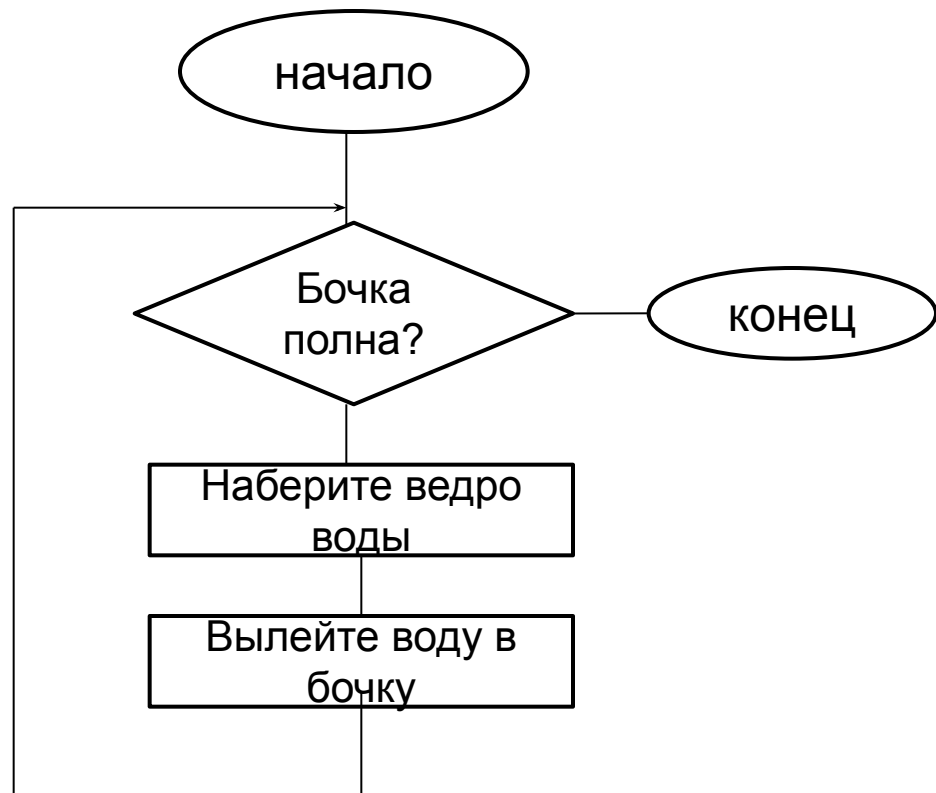 начало
Бочка
полна?
конец
Наберите ведро
воды
Вылейте воду в
бочку